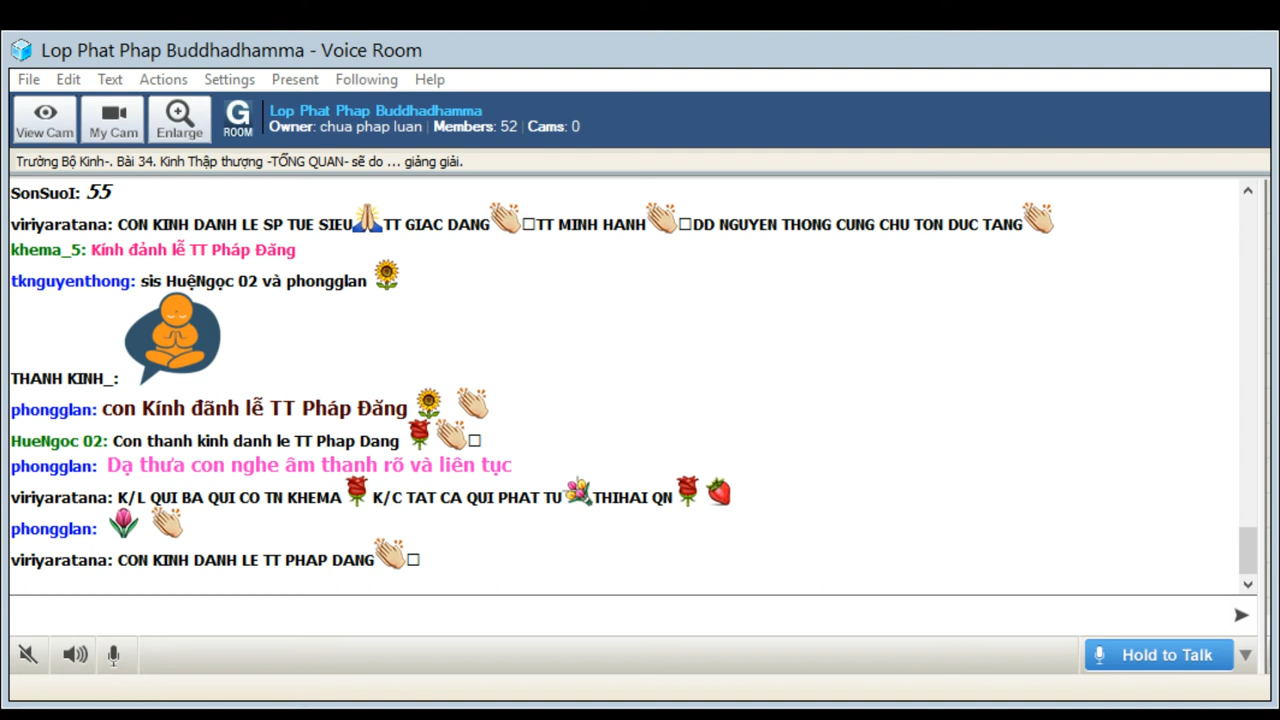 Lop Phat Phap Buddhadhamma - Voice Room
File Edit Text Actions Settings Present Following Help
View Cam My Cam Enlarge G ROOM
Lop Phat Phap Buddhadhamma
Owner: chua phap luan | Members: 52 | Cams: 0
Trường Bộ Kinh-. Bài 34. Kinh Thập thượng -TỔNG QUAN- sẽ do ... giảng giải.
SonSuoI: 55
viriyaratana: CON KINH DANH LE SP TUE SIEU🙏TT GIAC DANG👏□TT MINH HANH👏□DD NGUYEN THONG CUNG CHU TON DUC TANG👏
khema_5: Kính đảnh lễ TT Pháp Đăng
tknguyenthong: sis HuệNgọc 02 và phongglan 🌻
THANH KINH_:
phongglan: con Kính đãnh lễ TT Pháp Đăng 🌻 👏
HueNgoc 02: Con thanh kinh danh le TT Phap Dang 🌹👏□
phongglan: Dạ thưa con nghe âm thanh rõ và liên tục
viriyaratana: K/L QUI BA QUI CO TN KHEMA🌹K/C TAT CA QUI PHAT TU💐THIHAI QN🌹🍓
phongglan: 🌷 👏
viriyaratana: CON KINH DANH LE TT PHAP DANG👏□
Hold to Talk